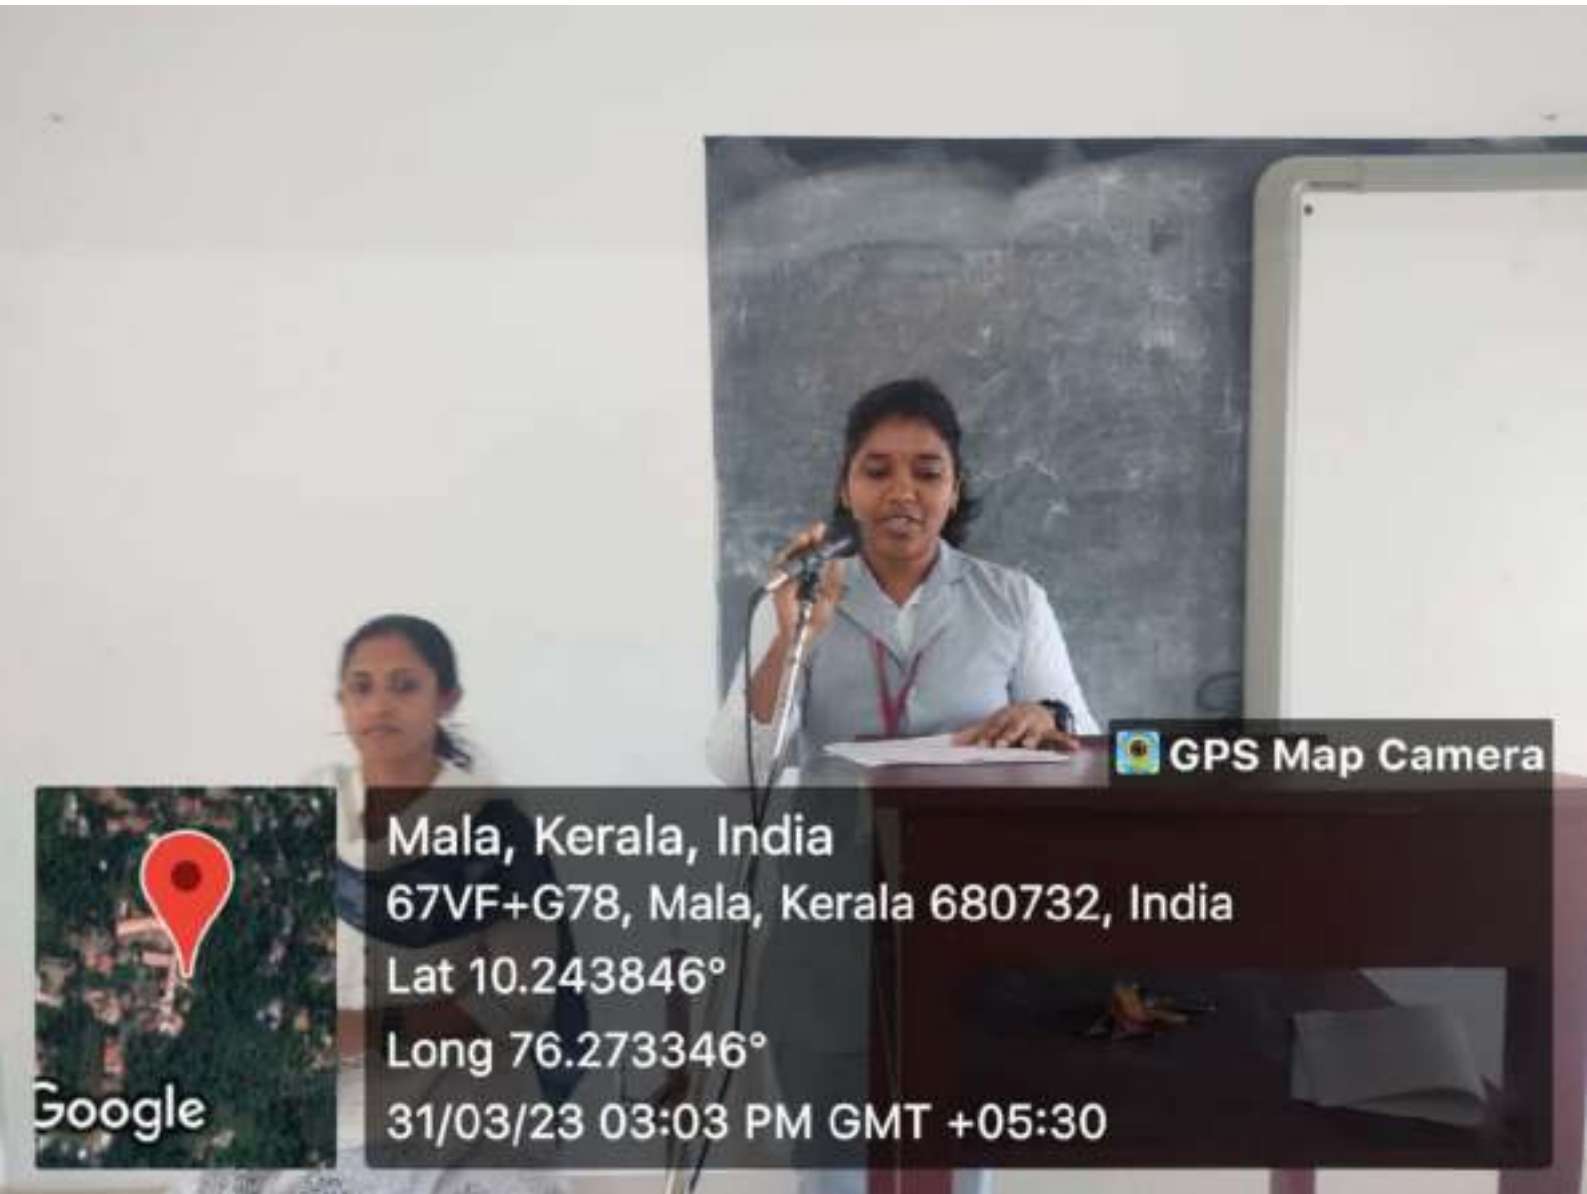 GPS Map Camera
Mala, Kerala, India
67VF+G78, Mala, Kerala 680732, India
Lat 10.243846°
Long 76.273346°
31/03/23 03:03 PM GMT +05:30
Google